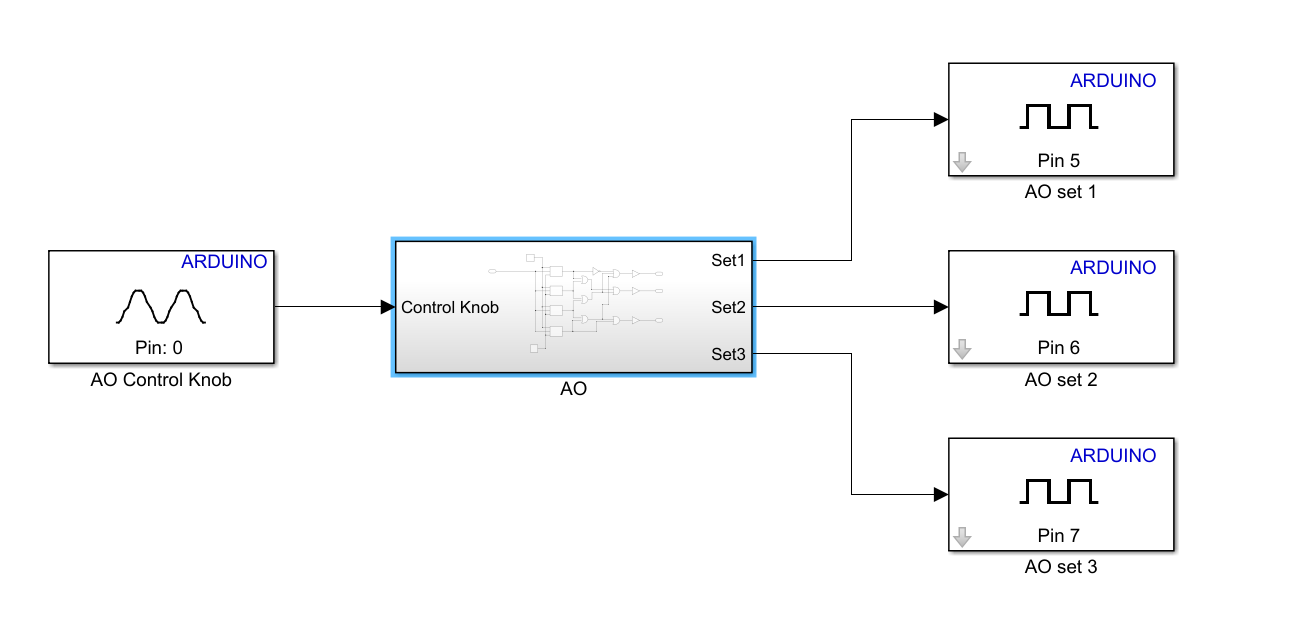 ARDUINO
Pin: 0
AO Control Knob
Control Knob
Set1
Set2
Set3
AO
ARDUINO
Pin 5
AO set 1
ARDUINO
Pin 6
AO set 2
ARDUINO
Pin 7
AO set 3